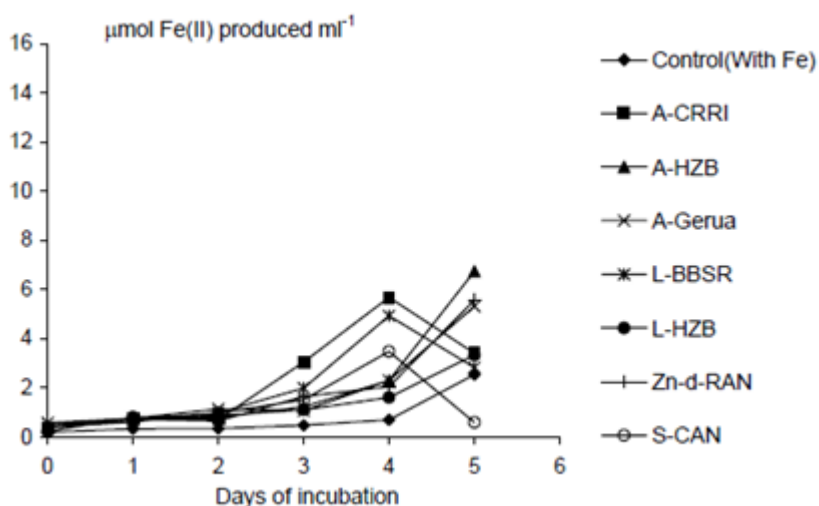 μmol Fe(II) produced ml⁻¹
16
14
12
10
8
6
4
2
0
0 1 2 3 4 5 6
Days of incubation
Control(With Fe)
A-CRRI
A-HZB
A-Gerua
L-BBSR
L-HZB
Zn-d-RAN
S-CAN